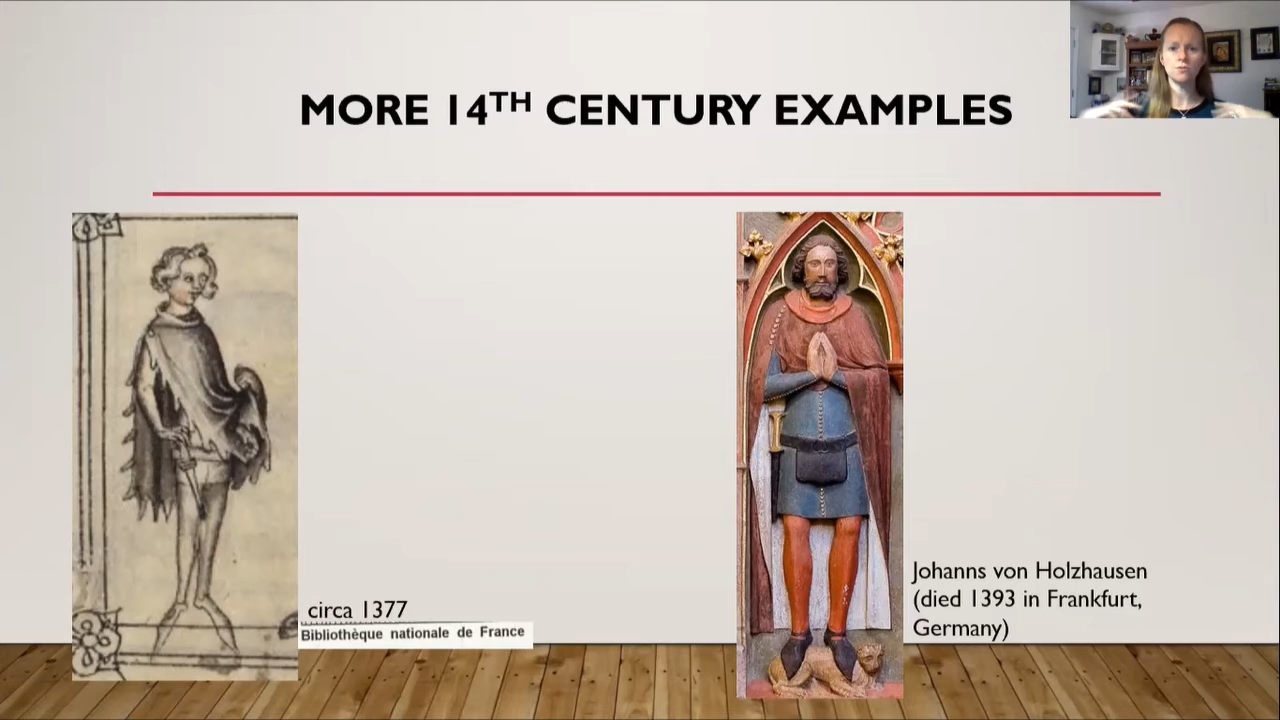 MORE 14TH CENTURY EXAMPLES
circa 1377
Bibliothèque nationale de France
Johanns von Holzhausen
(died 1393 in Frankfurt,
Germany)